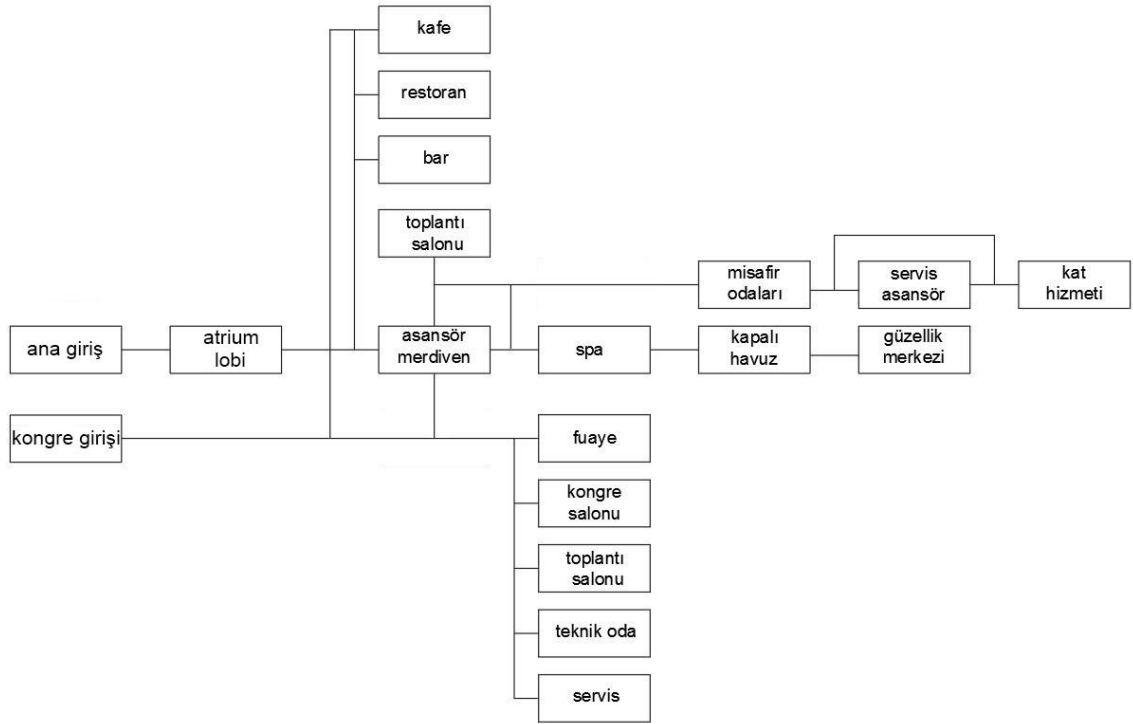 kafe
restoran
bar
toplantı
salonu
misafir
odaları
servis
asansör
kat
hizmeti
ana giriş
atrium
lobi
asansör
merdiven
spa
kapalı
havuz
güzellik
merkezi
kongre girişi
fuaye
kongre
salonu
toplantı
salonu
teknik oda
servis